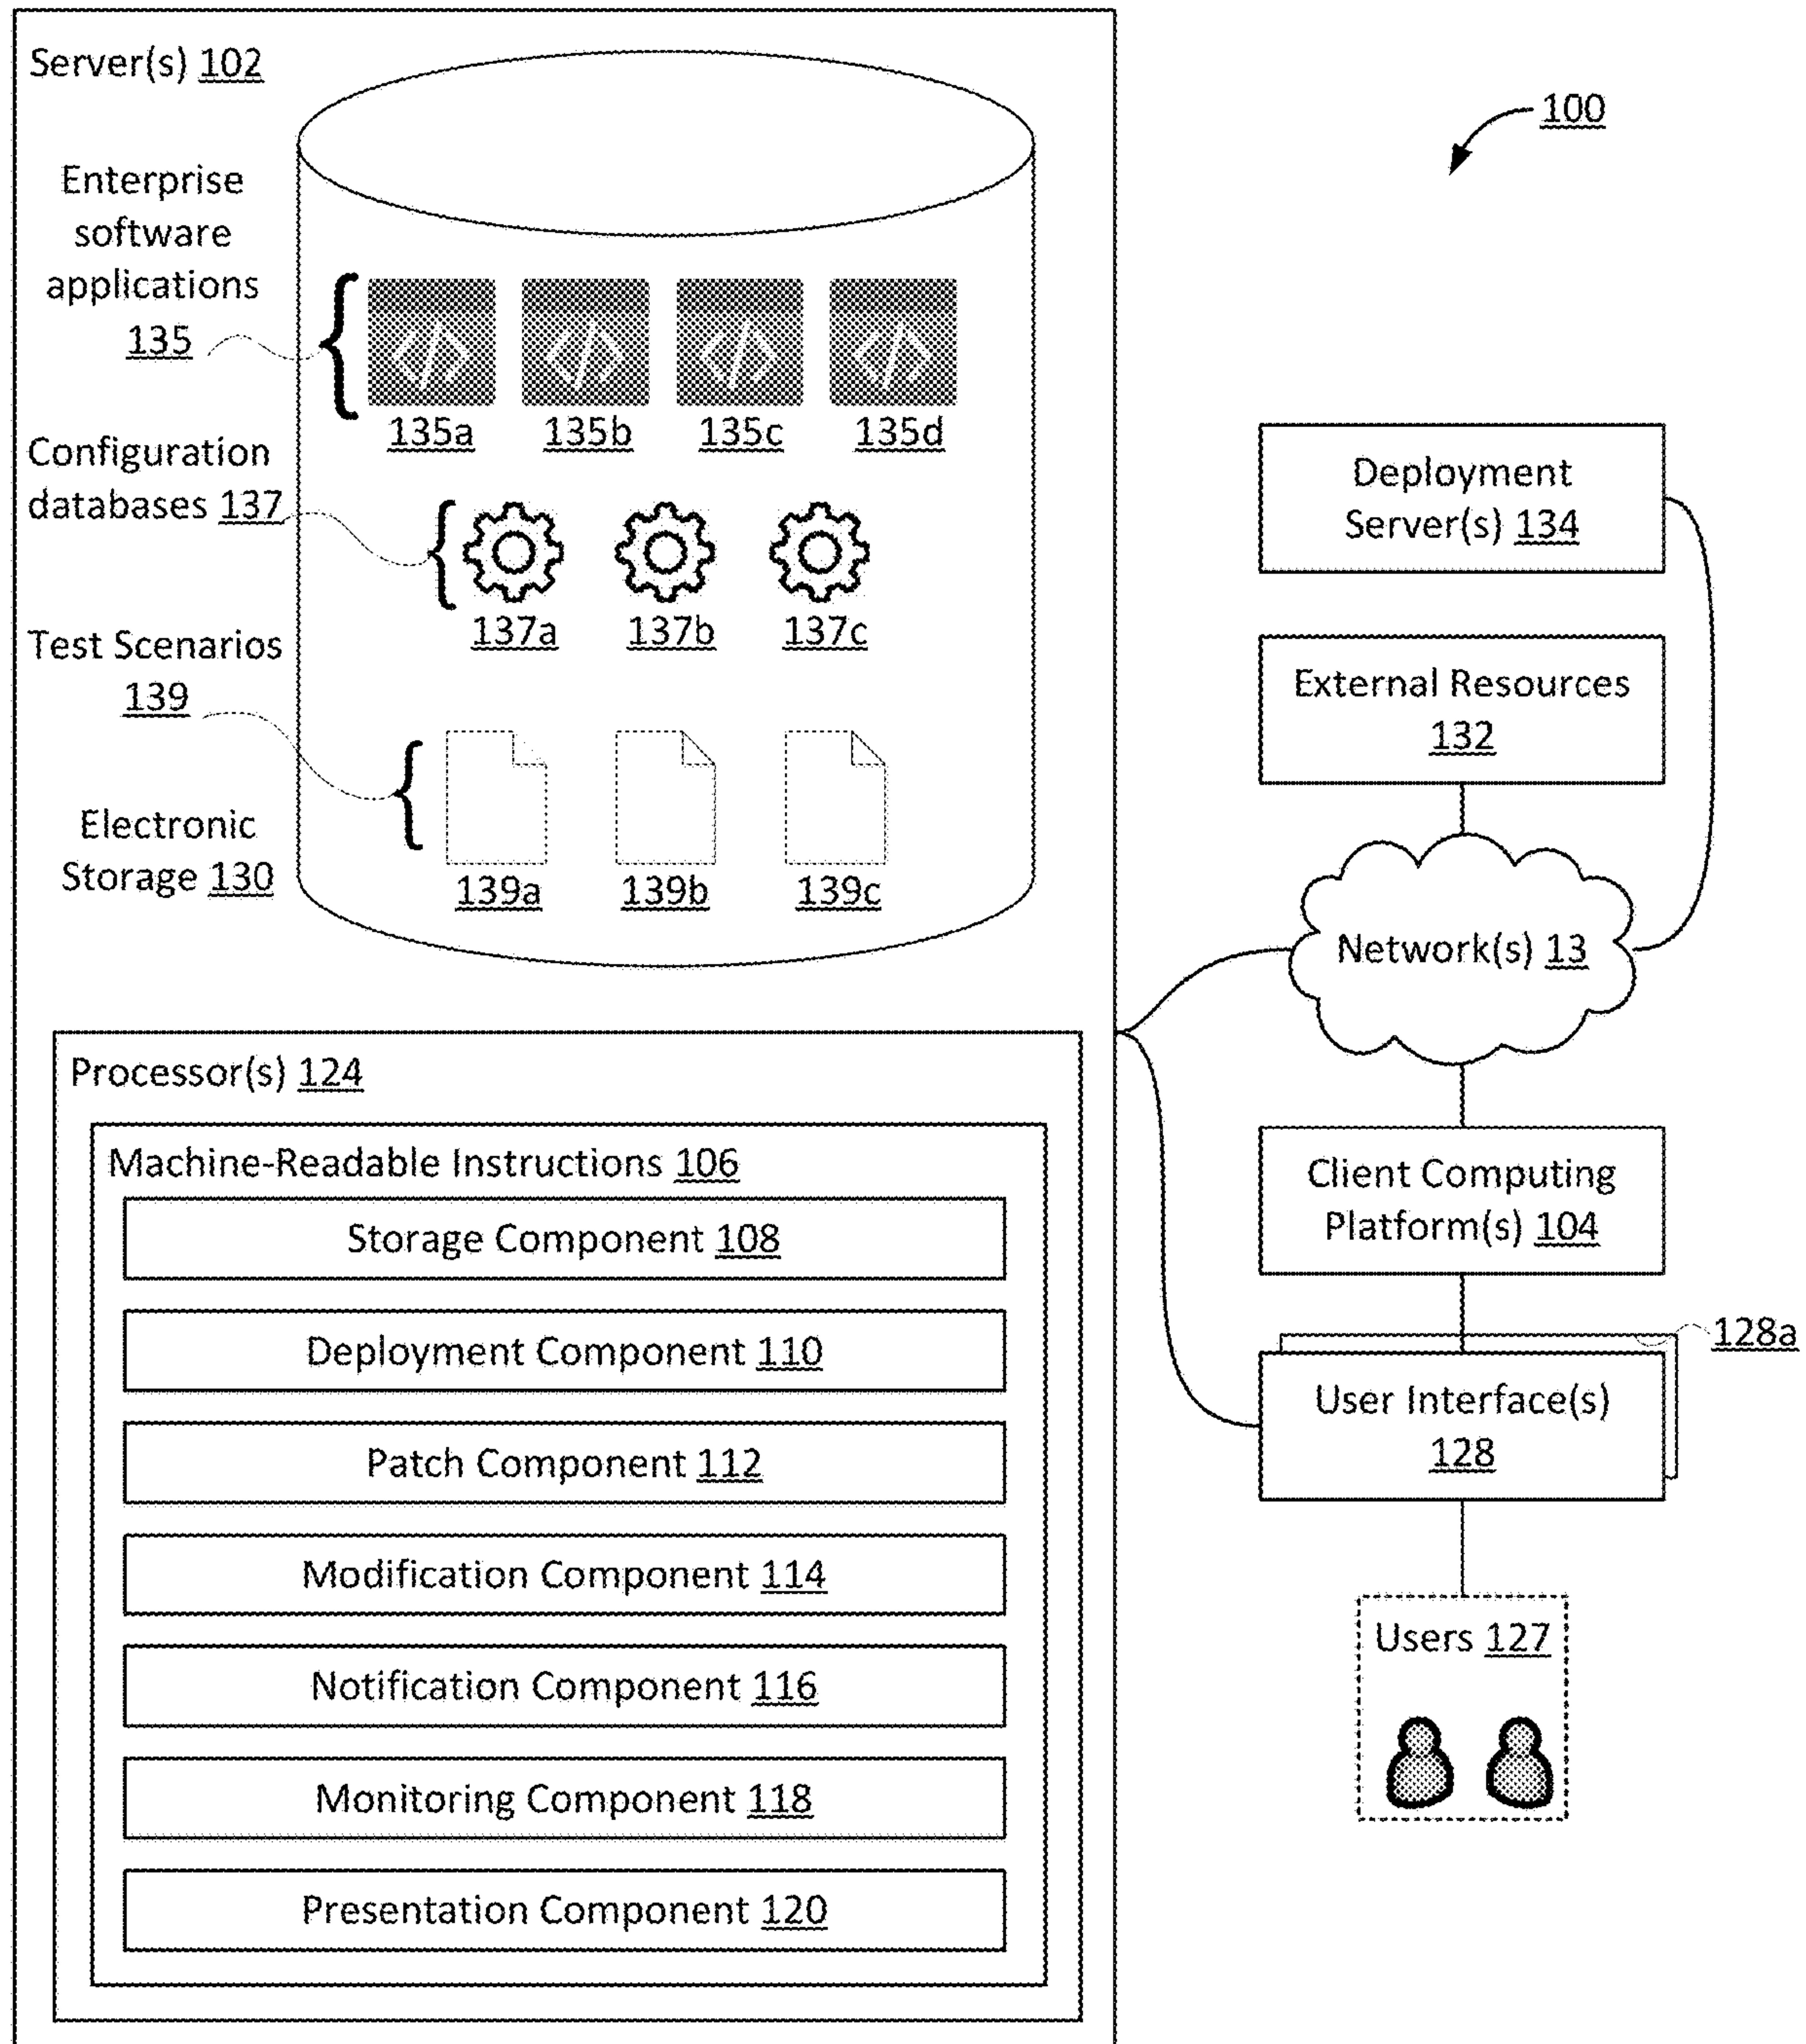 Server(s) 102
100
Enterprise
software
applications
135
</>
</>
</>
</>
135a
135b
135c
135d
Configuration
databases 137
137a
137b
137c
Test Scenarios
139
Electronic
Storage 130
139a
139b
139c
Processor(s) 124
Machine-Readable Instructions 106
Storage Component 108
Deployment Component 110
Patch Component 112
Modification Component 114
Notification Component 116
Monitoring Component 118
Presentation Component 120
Deployment
Server(s) 134
External Resources
132
Network(s) 13
Client Computing
Platform(s) 104
128a
User Interface(s)
128
Users 127